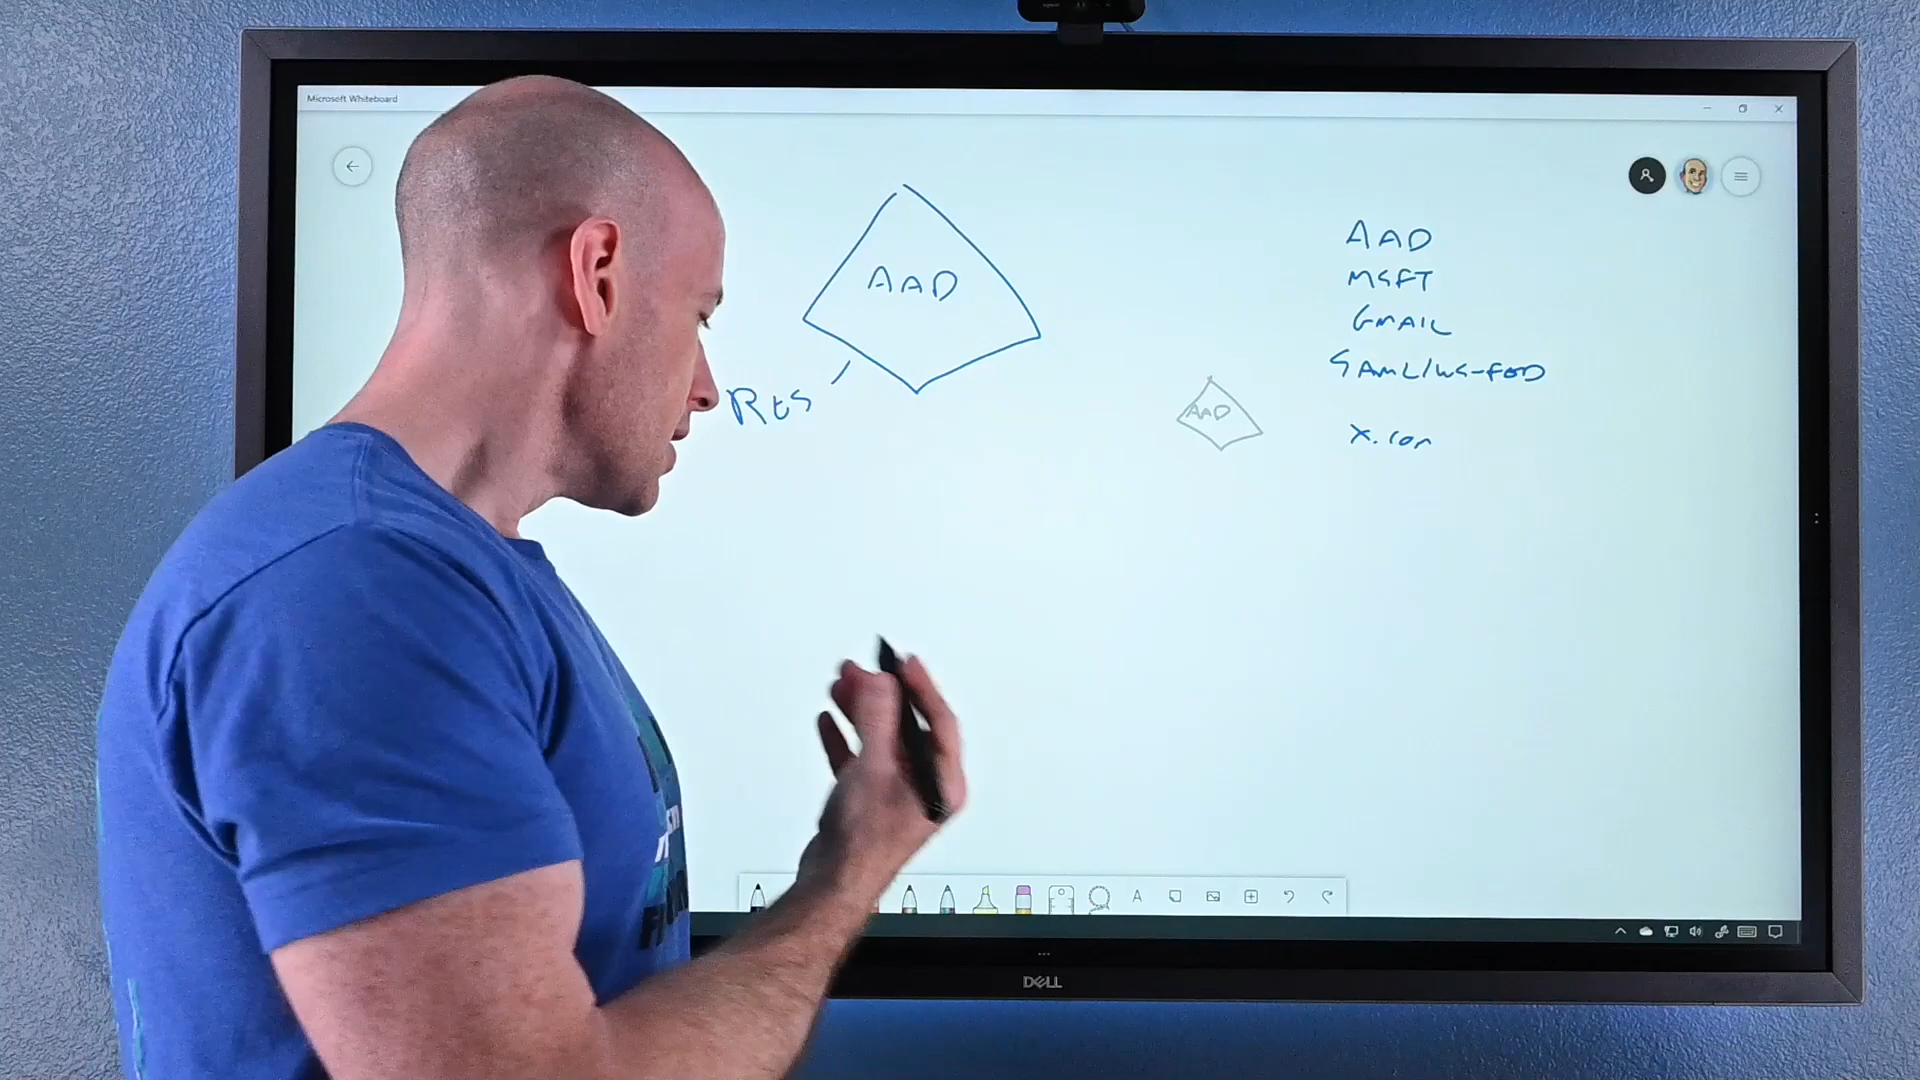 Microsoft Whiteboard
AAD
RES
AAD
AAD
MSFT
GMAIL
SAML/WS-FED
X.COM
DELL